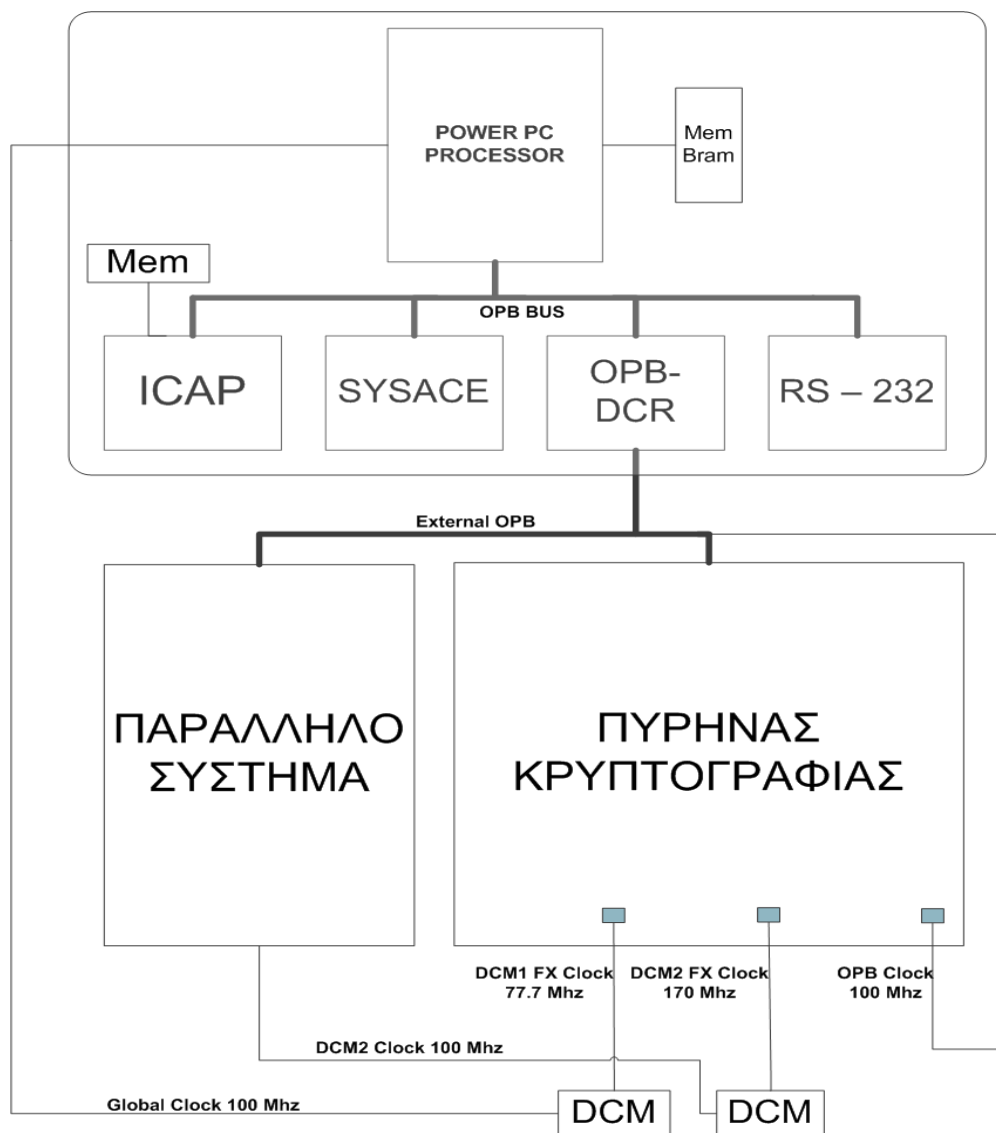 POWER PC
PROCESSOR
Mem
Bram
Mem
OPB BUS
ICAP
SYSACE
OPB-
DCR
RS – 232
External OPB
ΠΑΡΑΛΛΗΛΟ
ΣΥΣΤΗΜΑ
ΠΥΡΗΝΑΣ
ΚΡΥΠΤΟΓΡΑΦΙΑΣ
DCM1 FX Clock
77.7 Mhz
DCM2 FX Clock
170 Mhz
OPB Clock
100 Mhz
DCM2 Clock 100 Mhz
Global Clock 100 Mhz
DCM
DCM